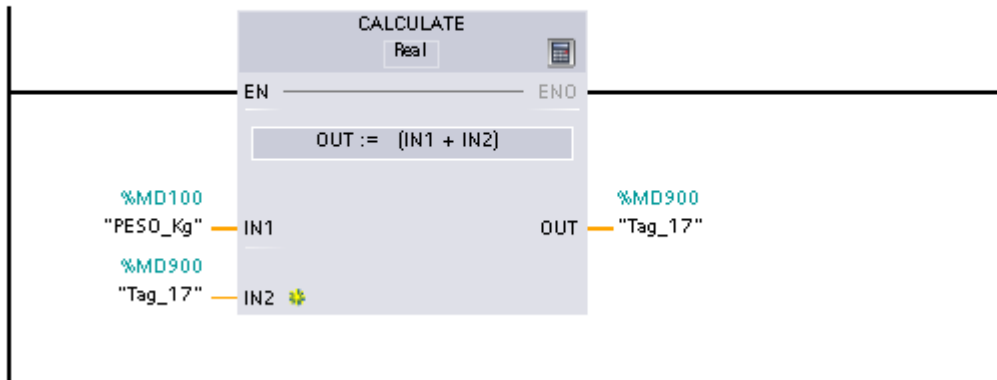 CALCULATE
Real
EN ENO
OUT := (IN1 + IN2)
%MD100 %MD900
"PESO_Kg" IN1 OUT "Tag_17"
%MD900
"Tag_17" IN2